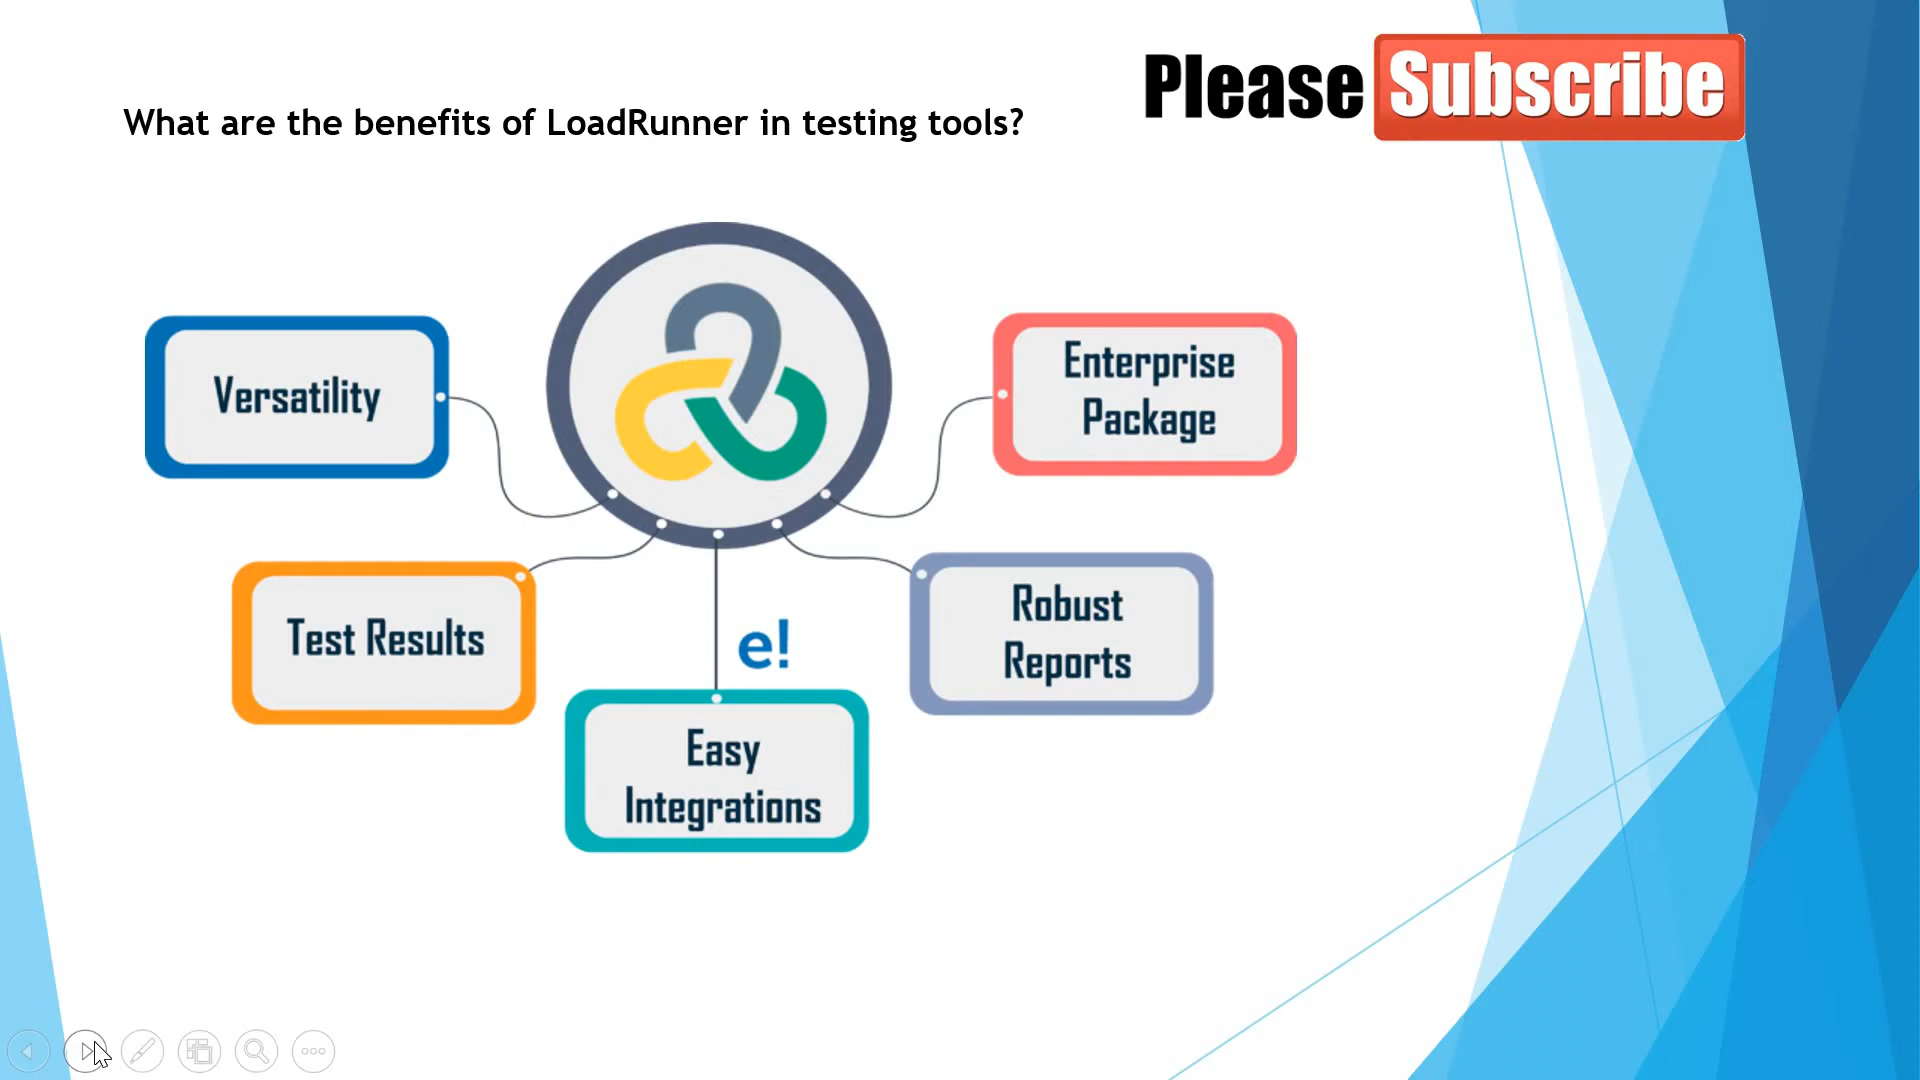 Please Subscribe
What are the benefits of LoadRunner in testing tools?
Versatility
Enterprise
Package
Test Results
Robust
Reports
e!
Easy
Integrations